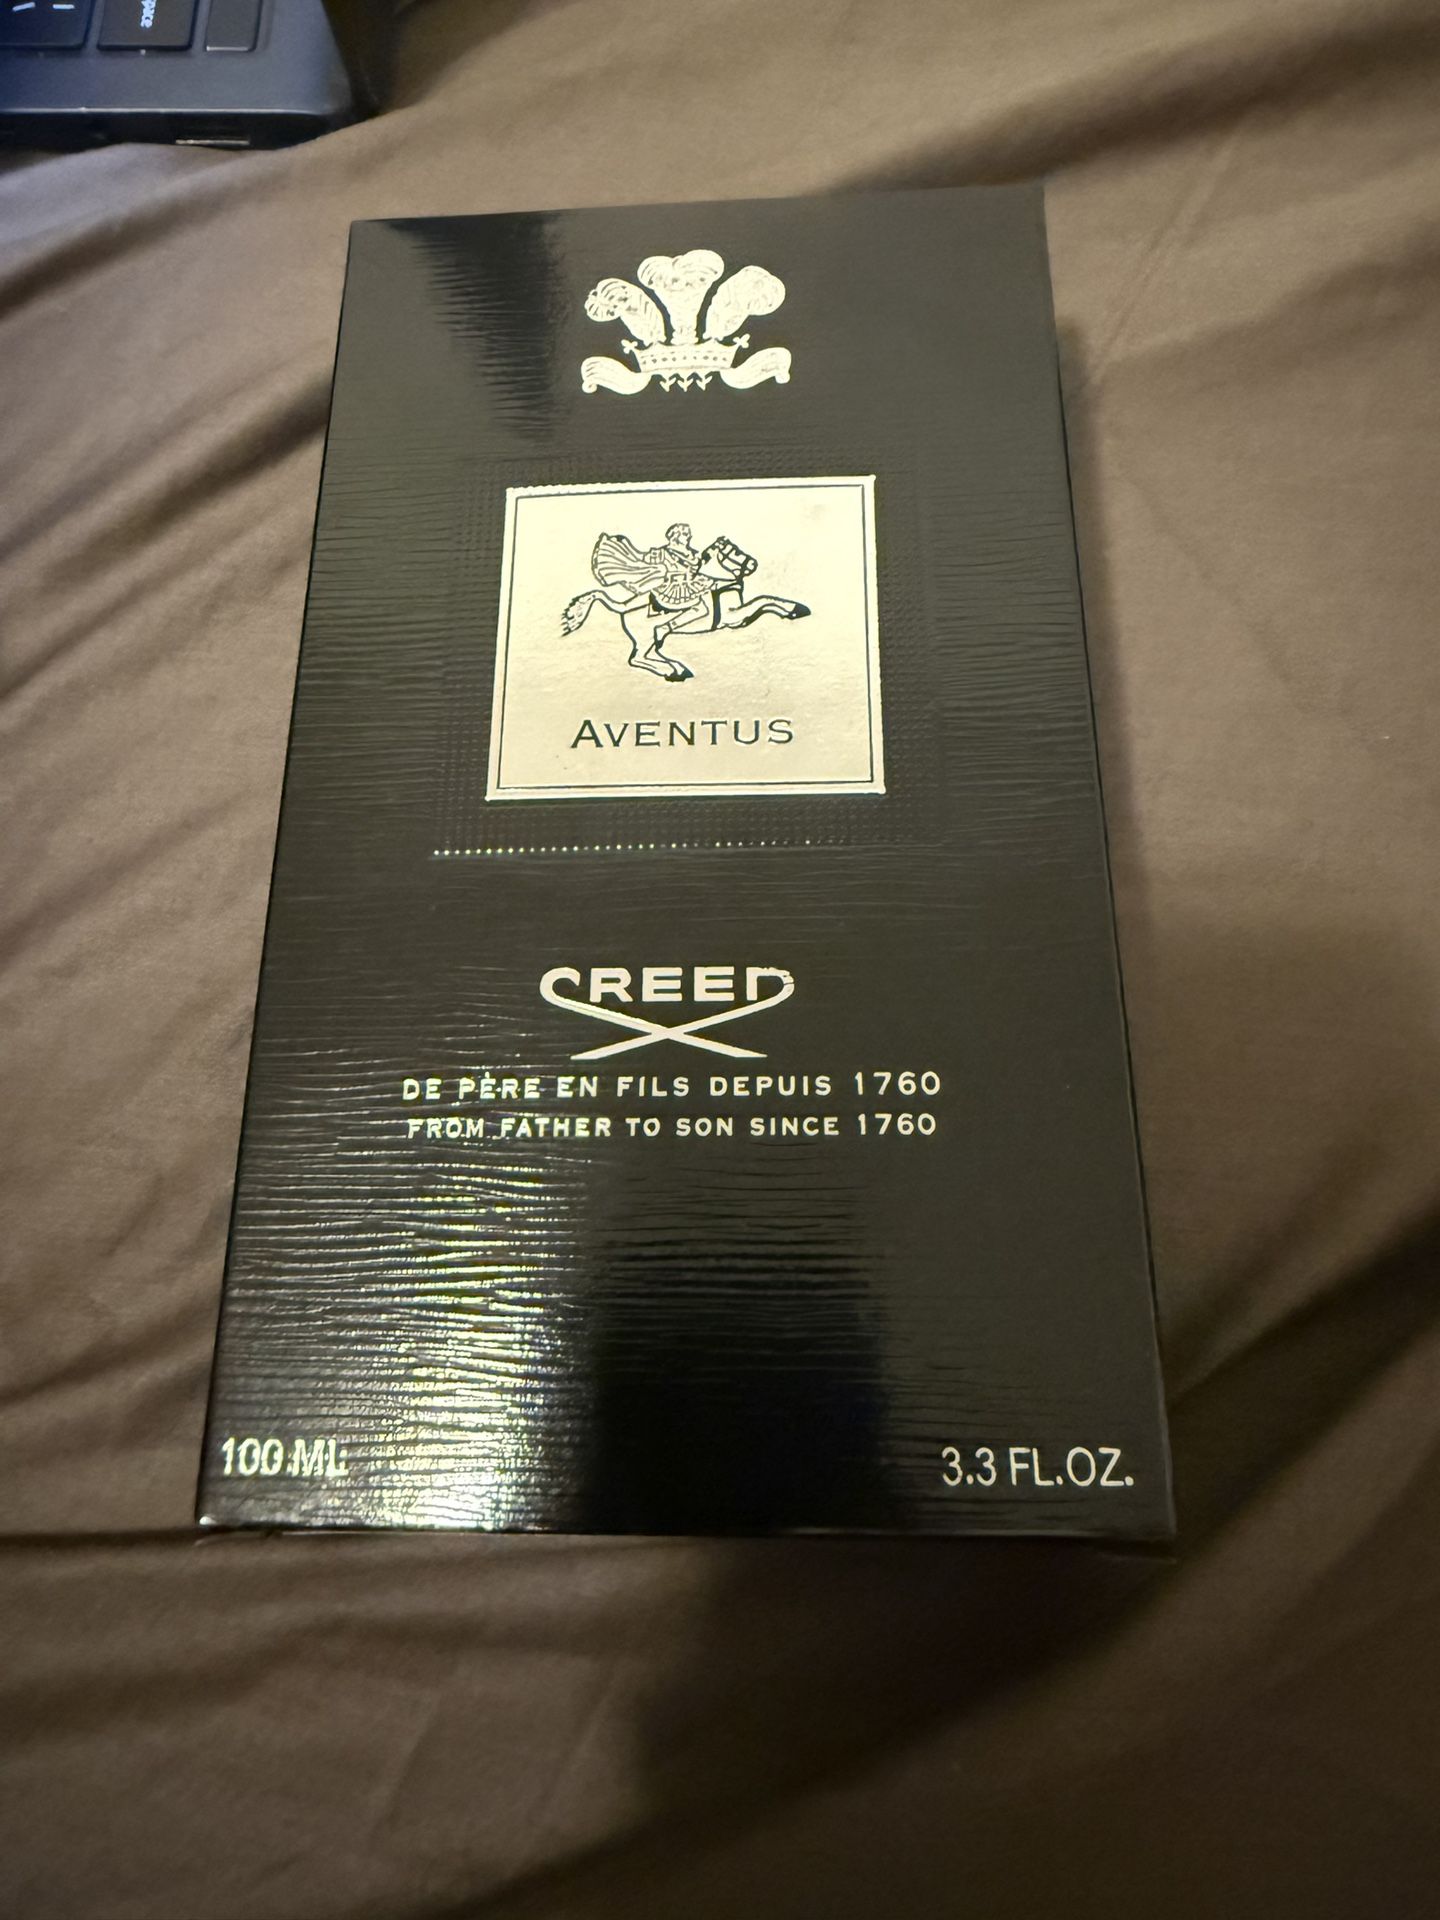 space
AVENTUS
CREED
DE PÈRE EN FILS DEPUIS 1760
FROM FATHER TO SON SINCE 1760
100 ML
3.3 FL.OZ.